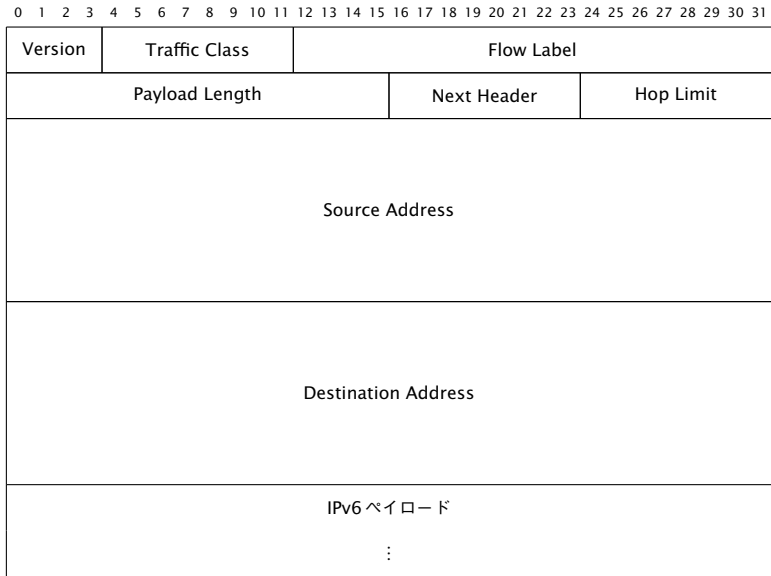 0 1 2 3 4 5 6 7 8 9 10 11 12 13 14 15 16 17 18 19 20 21 22 23 24 25 26 27 28 29 30 31
Version Traffic Class Flow Label
Payload Length Next Header Hop Limit
Source Address
Destination Address
IPv6 ペイロード
⋮